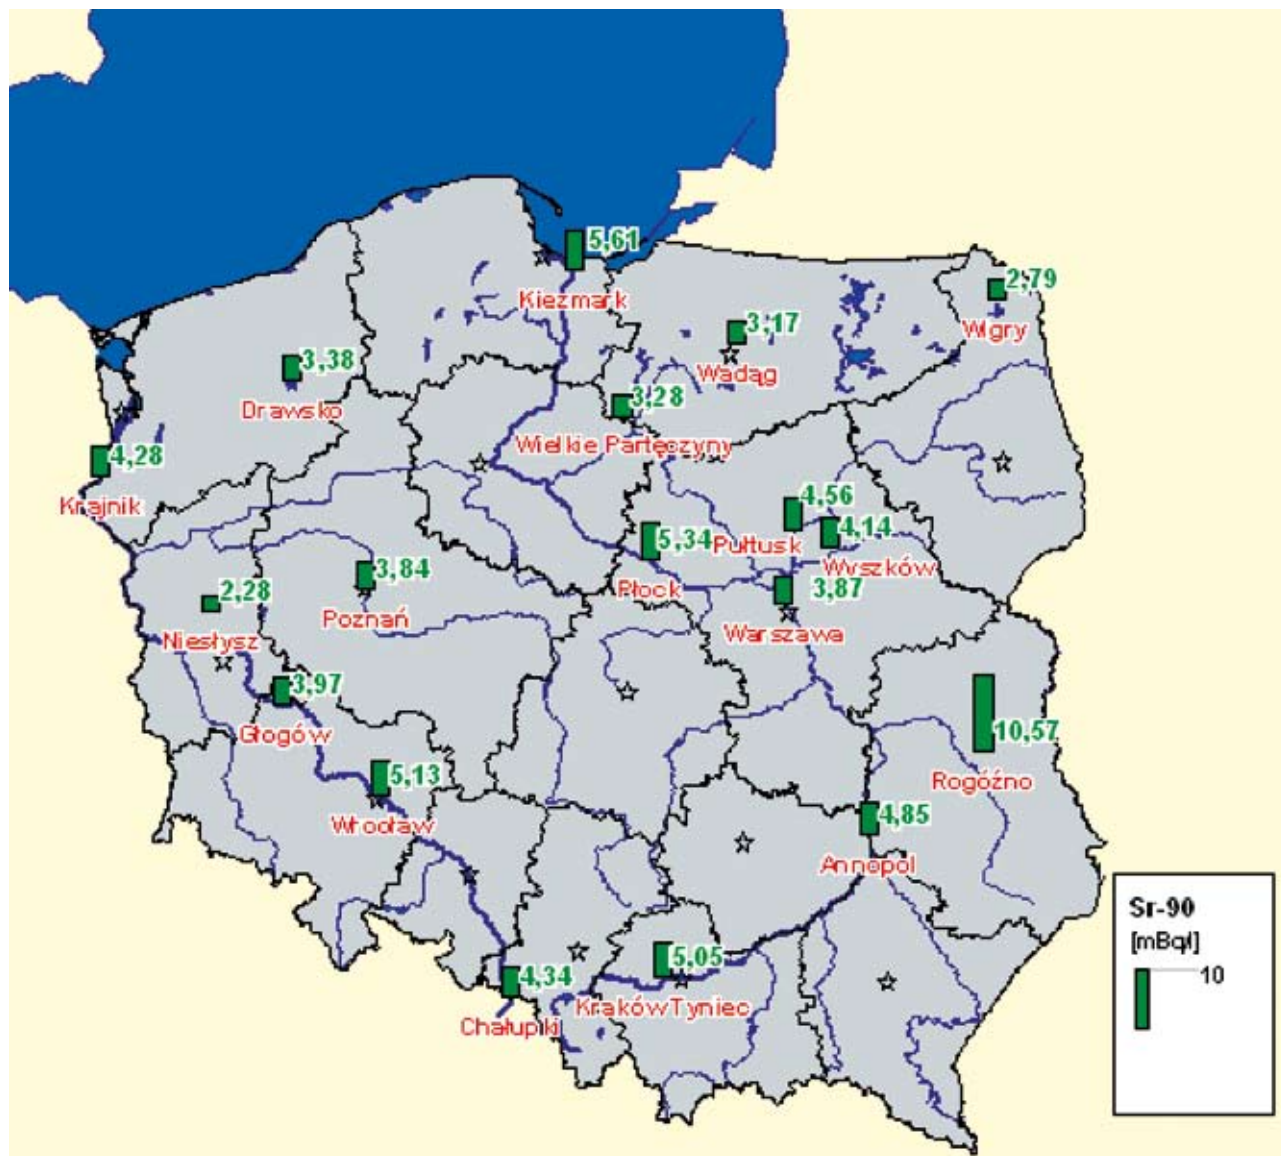 5,61
Kiezmark
2,79
Wigry
3,17
Wadąg
3,38
Drawsko
3,28
Wielkie Partęczyny
4,28
Krajnik
4,56
Pułtusk
4,14
Wyszków
5,34
Płock
3,87
Warszawa
3,84
Poznań
2,28
Niesłysz
3,97
Głogów
10,57
Rogóźno
5,13
Wrocław
4,85
Annopol
5,05
KrakówTyniec
4,34
Chałupki
Sr-90
[mBq/l]
10